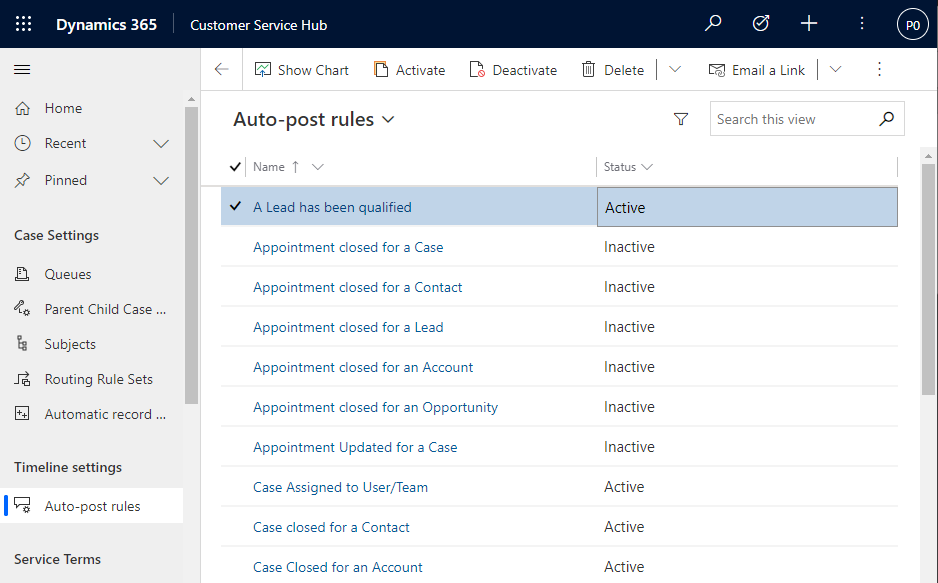 Dynamics 365 Customer Service Hub P0
Show Chart Activate Deactivate Delete Email a Link
Home
Recent
Pinned
Case Settings
Queues
Parent Child Case ...
Subjects
Routing Rule Sets
Automatic record ...
Timeline settings
Auto-post rules
Service Terms
Auto-post rules Search this view
Name Status
A Lead has been qualified Active
Appointment closed for a Case Inactive
Appointment closed for a Contact Inactive
Appointment closed for a Lead Inactive
Appointment closed for an Account Inactive
Appointment closed for an Opportunity Inactive
Appointment Updated for a Case Inactive
Case Assigned to User/Team Active
Case closed for a Contact Active
Case Closed for an Account Active